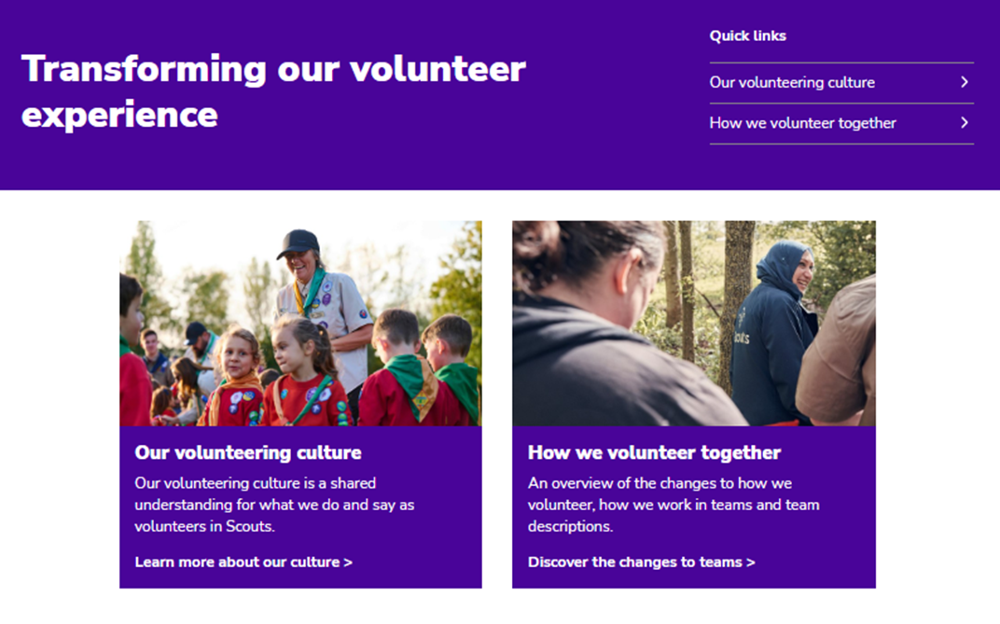 Transforming our volunteer
experience
Quick links
Our volunteering culture
How we volunteer together
Our volunteering culture
Our volunteering culture is a shared
understanding for what we do and say as
volunteers in Scouts.
Learn more about our culture >
How we volunteer together
An overview of the changes to how we
volunteer, how we work in teams and team
descriptions.
Discover the changes to teams >